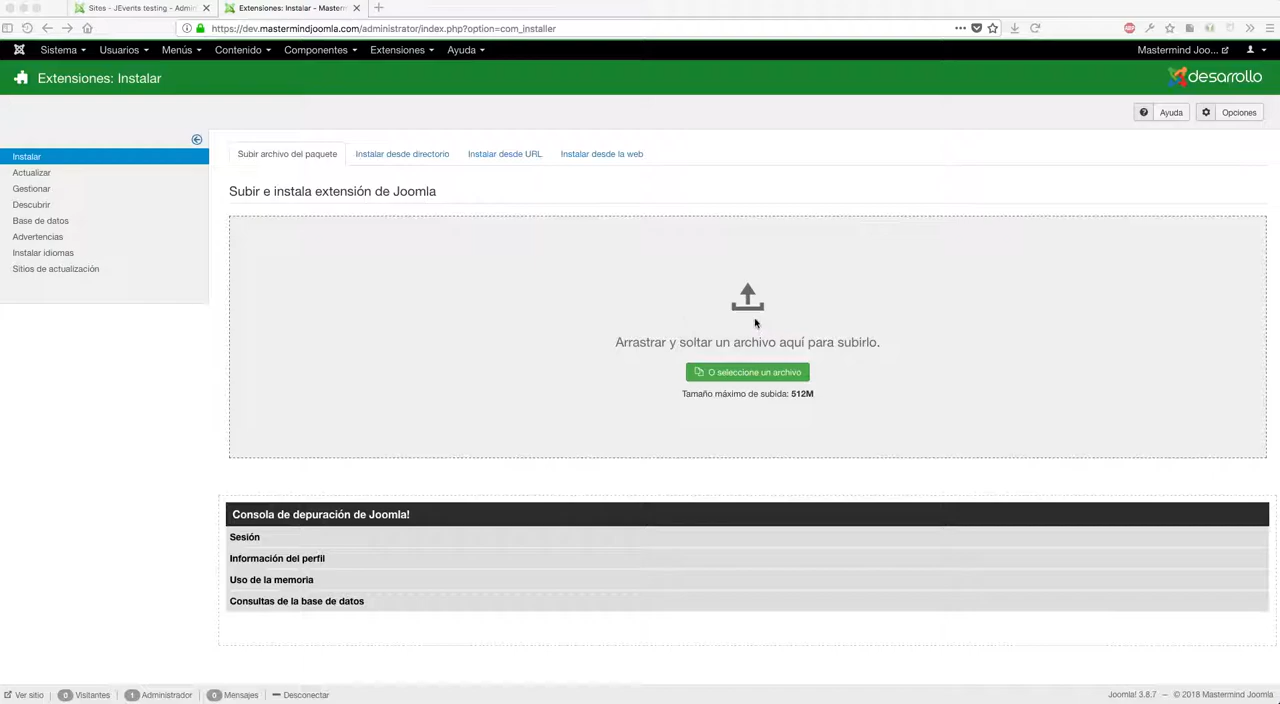 Sites - JEvents testing - Admin
Extensiones: Instalar - Master
https://dev.mastermindjoomla.com/administrator/index.php?option=com_installer
Sistema
Usuarios
Menús
Contenido
Componentes
Extensiones
Ayuda
Mastermind Joo...
Extensiones: Instalar
desarrollo
Ayuda
Opciones
Instalar
Actualizar
Gestionar
Descubrir
Base de datos
Advertencias
Instalar idiomas
Sitios de actualización
Subir archivo del paquete
Instalar desde directorio
Instalar desde URL
Instalar desde la web
Subir e instala extensión de Joomla
Arrastrar y soltar un archivo aquí para subirlo.
O seleccione un archivo
Tamaño máximo de subida: 512M
Consola de depuración de Joomla!
Sesión
Información del perfil
Uso de la memoria
Consultas de la base de datos
Ver sitio
0 Visitantes
1 Administrador
0 Mensajes
Desconectar
Joomla! 3.8.7 — © 2018 Mastermind Joomla